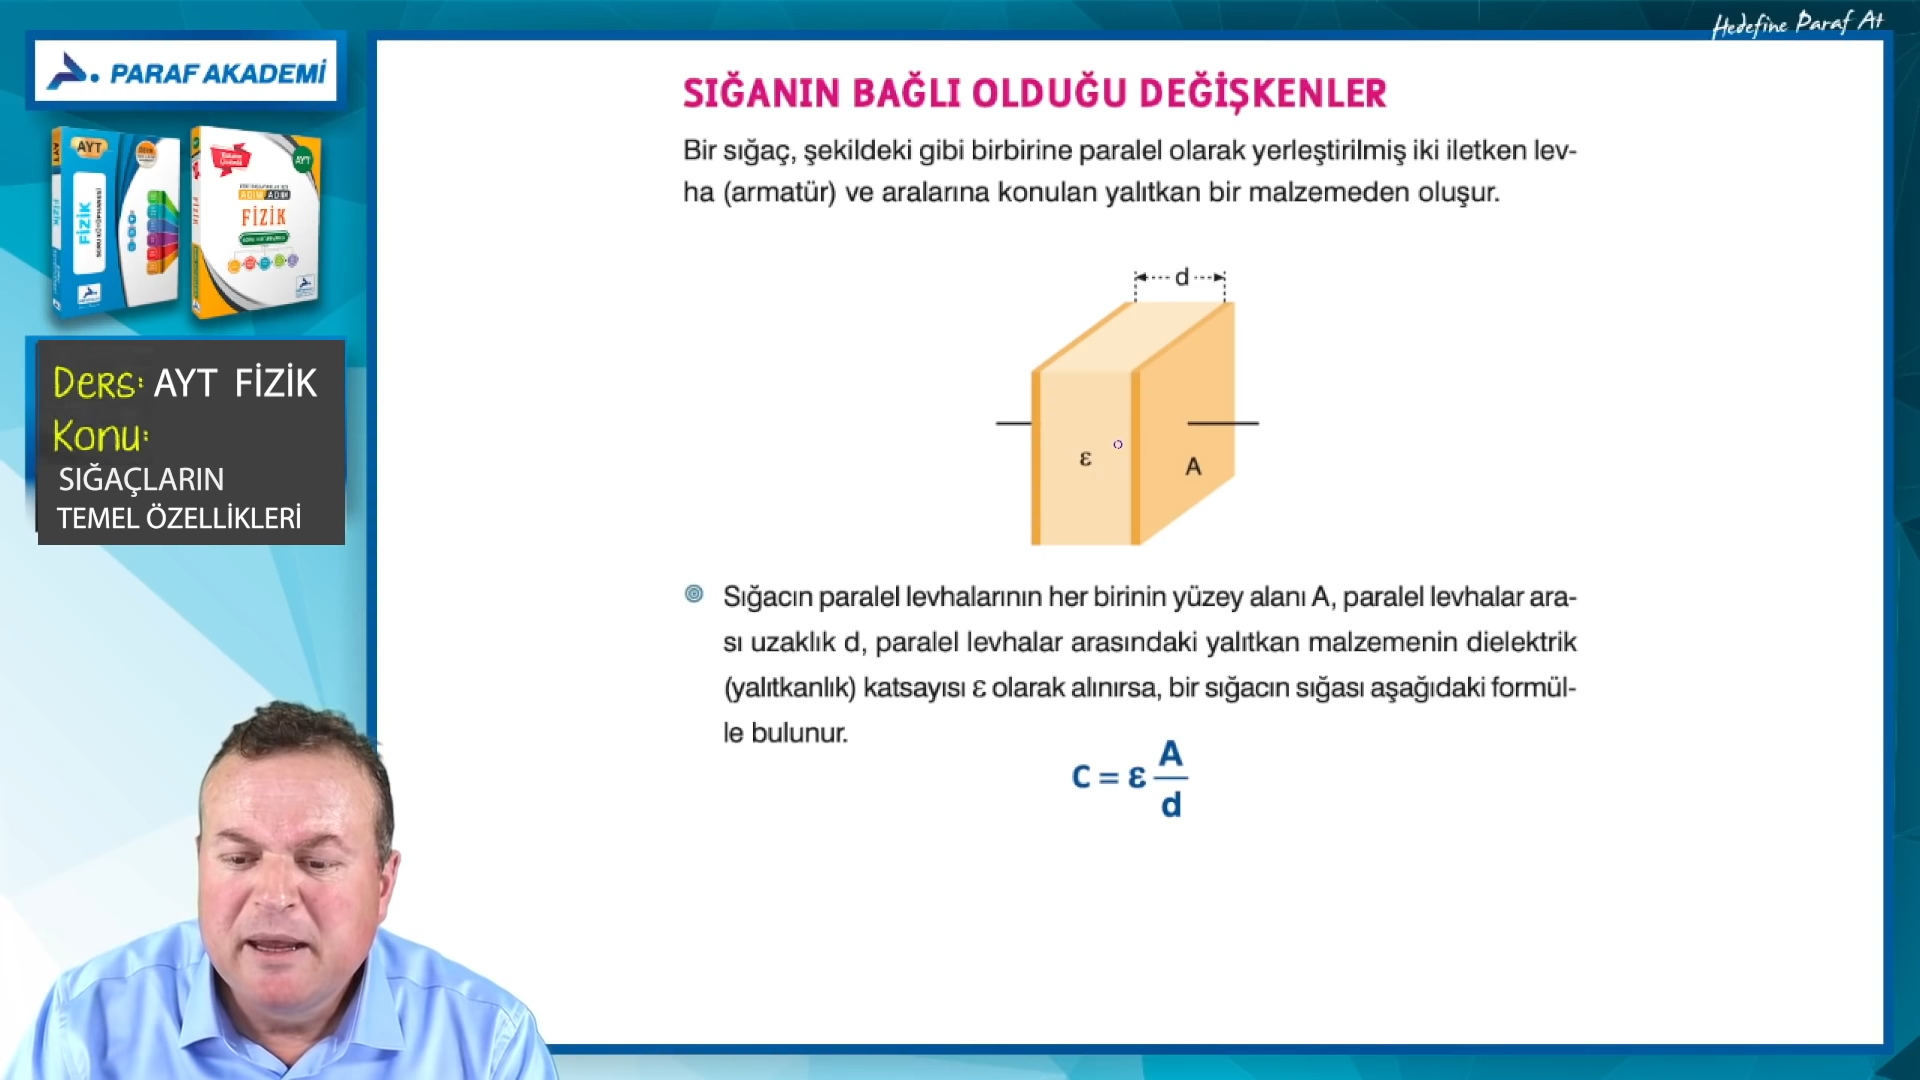 Hedefine Paraf At
PARAF AKADEMİ
AYT
AYT
FİZİK
FİZİK
Ders: AYT FİZİK
Konu:
SIĞAÇLARIN
TEMEL ÖZELLİKLERİ
SIĞANIN BAĞLI OLDUĞU DEĞİŞKENLER
Bir sığaç, şekildeki gibi birbirine paralel olarak yerleştirilmiş iki iletken lev-
ha (armatür) ve aralarına konulan yalıtkan bir malzemeden oluşur.
d
ε
A
Sığacın paralel levhalarının her birinin yüzey alanı A, paralel levhalar ara-
sı uzaklık d, paralel levhalar arasındaki yalıtkan malzemenin dielektrik
(yalıtkanlık) katsayısı ε olarak alınırsa, bir sığacın sığası aşağıdaki formül-
le bulunur.
C = ε A/d